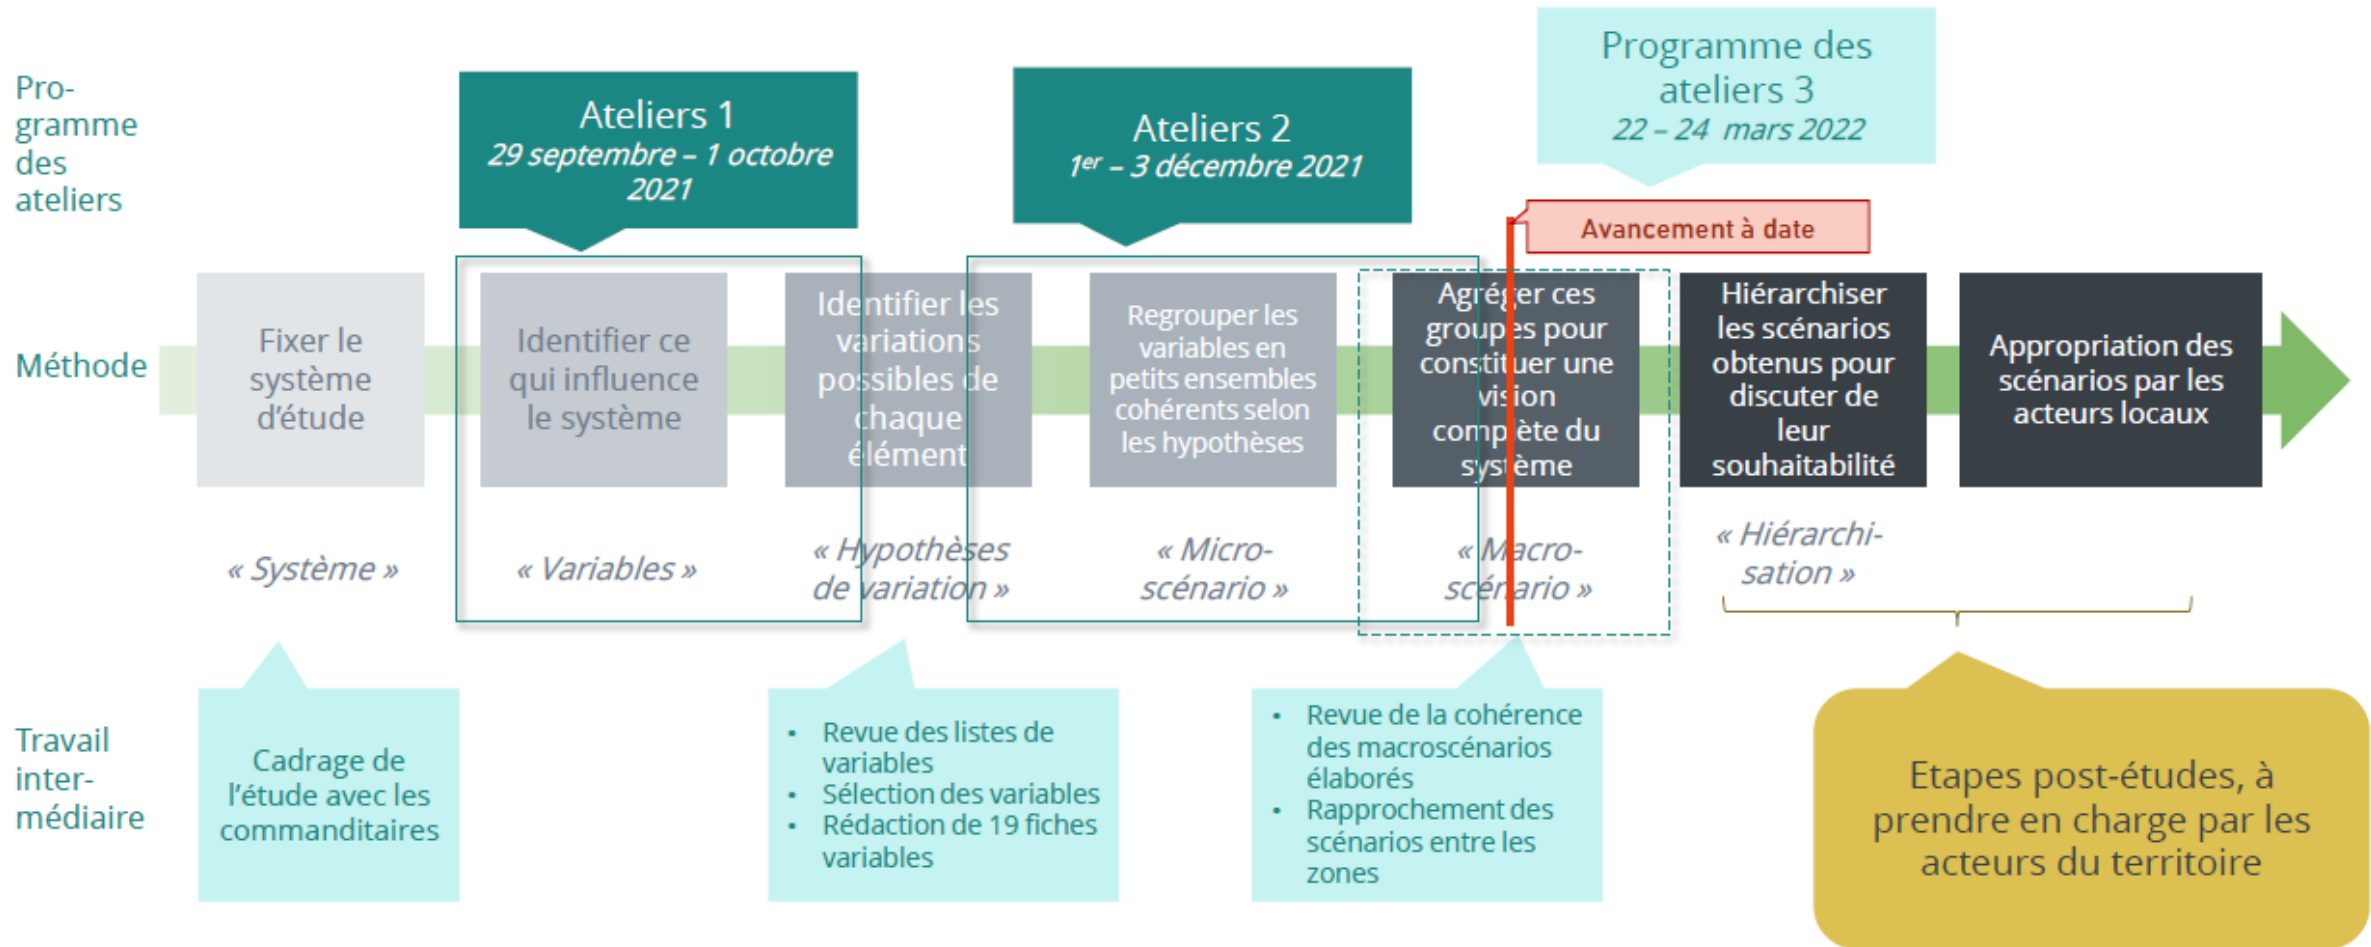 Pro-
gramme
des
ateliers
Ateliers 1
29 septembre – 1 octobre
2021
Ateliers 2
1er – 3 décembre 2021
Programme des
ateliers 3
22 – 24 mars 2022
Avancement à date
Méthode
Fixer le
système
d’étude
Identifier ce
qui influence
le système
Identifier les
variations
possibles de
chaque
élément
Regrouper les
variables en
petits ensembles
cohérents selon
les hypothèses
Agréger ces
groupes pour
constituer une
vision
complète du
système
Hiérarchiser
les scénarios
obtenus pour
discuter de
leur
souhaitabilité
Appropriation des
scénarios par les
acteurs locaux
« Système »
« Variables »
« Hypothèses
de variation »
« Micro-
scénario »
« Macro-
scénario »
« Hiérarchi-
sation »
Travail
inter-
médiaire
Cadrage de
l’étude avec les
commanditaires
• Revue des listes de
variables
• Sélection des variables
• Rédaction de 19 fiches
variables
• Revue de la cohérence
des macroscénarios
élaborés
• Rapprochement des
scénarios entre les
zones
Etapes post-études, à
prendre en charge par les
acteurs du territoire